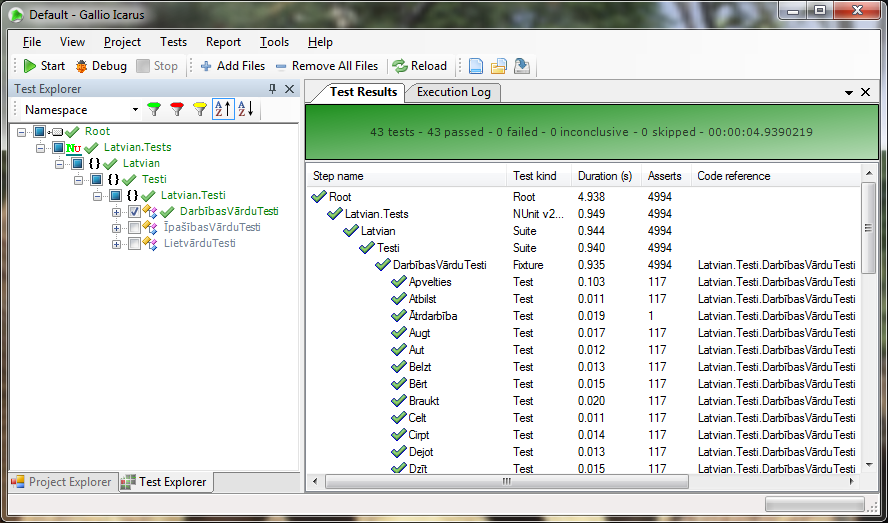 Default - Gallio Icarus
File View Project Tests Report Tools Help
Start Debug Stop Add Files Remove All Files Reload
Test Explorer
Namespace
Root
Latvian.Tests
Latvian
Testi
Latvian.Testi
DarbībasVārduTesti
ĪpašībasVārduTesti
LietvārduTesti
Project Explorer Test Explorer
Test Results Execution Log
43 tests - 43 passed - 0 failed - 0 inconclusive - 0 skipped - 00:00:04.9390219
Step name Test kind Duration (s) Asserts Code reference
Root Root 4.938 4994
Latvian.Tests NUnit v2... 0.949 4994
Latvian Suite 0.944 4994
Testi Suite 0.940 4994
DarbībasVārduTesti Fixture 0.935 4994 Latvian.Testi.DarbībasVārduTesti
Apvelties Test 0.103 117 Latvian.Testi.DarbībasVārduTesti
Atbilst Test 0.011 117 Latvian.Testi.DarbībasVārduTesti
Ātrdarbība Test 0.019 1 Latvian.Testi.DarbībasVārduTesti
Augt Test 0.017 117 Latvian.Testi.DarbībasVārduTesti
Aut Test 0.012 117 Latvian.Testi.DarbībasVārduTesti
Belzt Test 0.013 117 Latvian.Testi.DarbībasVārduTesti
Bērt Test 0.015 117 Latvian.Testi.DarbībasVārduTesti
Braukt Test 0.020 117 Latvian.Testi.DarbībasVārduTesti
Celt Test 0.011 117 Latvian.Testi.DarbībasVārduTesti
Cirpt Test 0.014 117 Latvian.Testi.DarbībasVārduTesti
Dejot Test 0.013 117 Latvian.Testi.DarbībasVārduTesti
Dzīt Test 0.015 117 Latvian.Testi.DarbībasVārduTesti